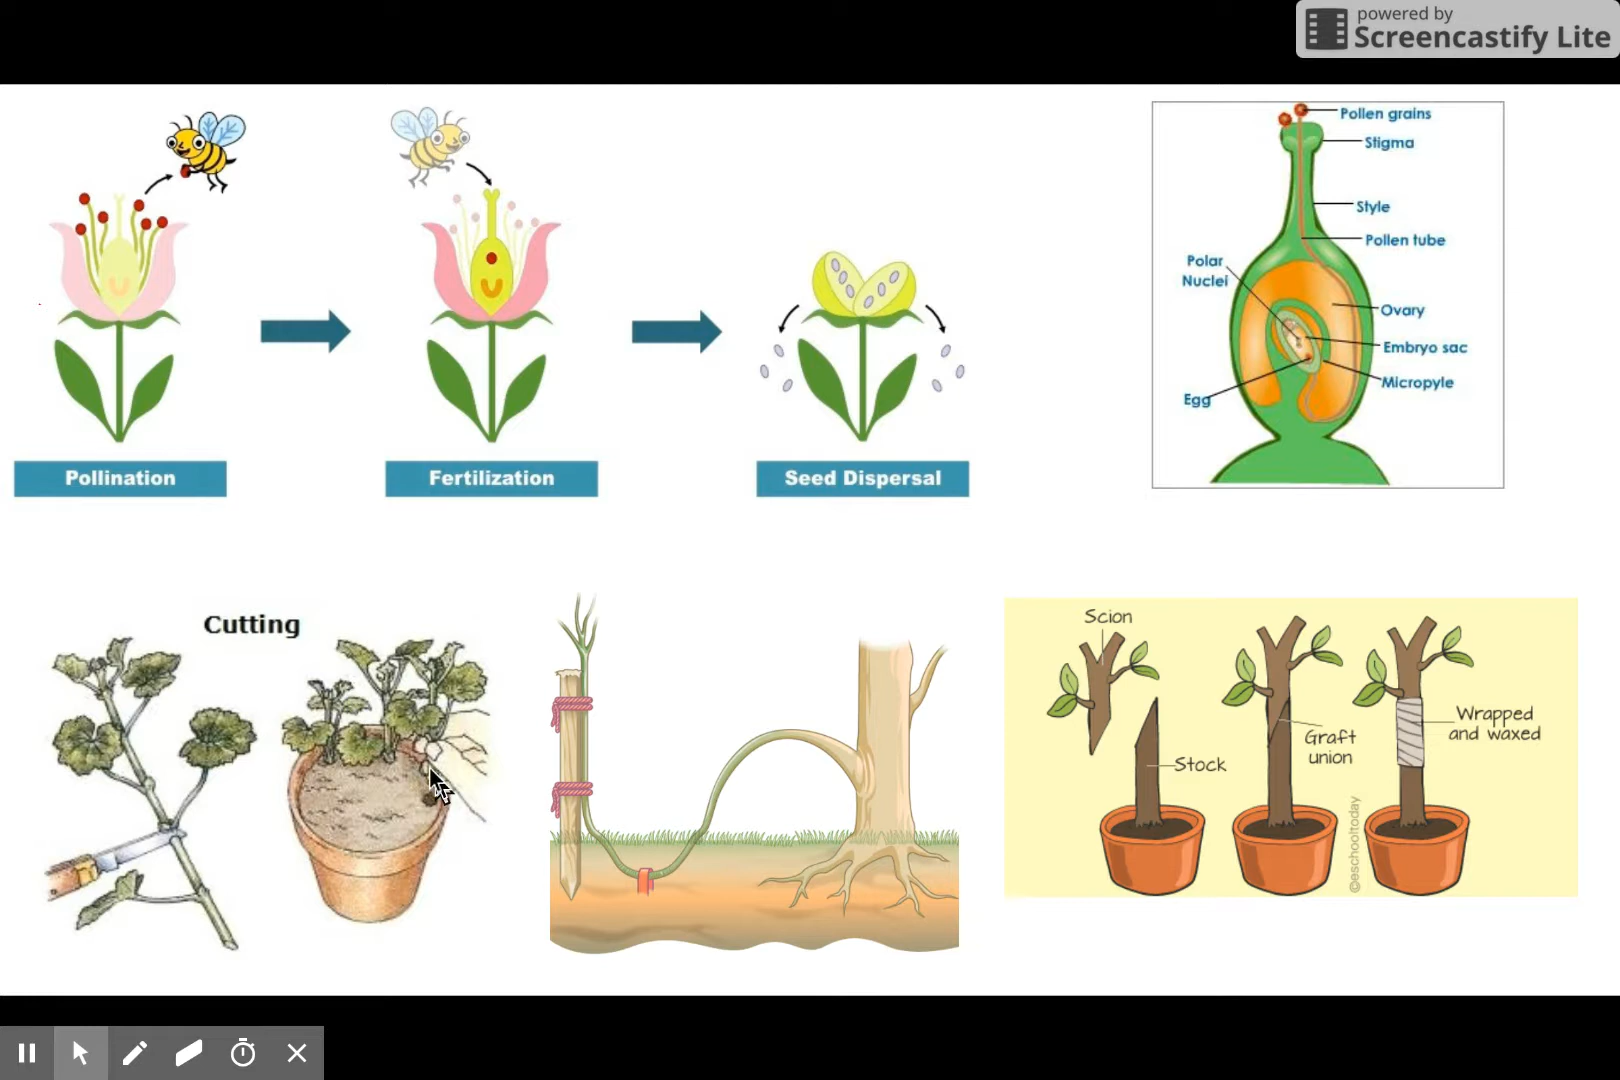 powered by
Screencastify Lite
Pollination
Fertilization
Seed Dispersal
Pollen grains
Stigma
Style
Pollen tube
Polar
Nuclei
Ovary
Embryo sac
Micropyle
Egg
Cutting
Scion
Stock
Graft
union
Wrapped
and waxed
©eschooltoday